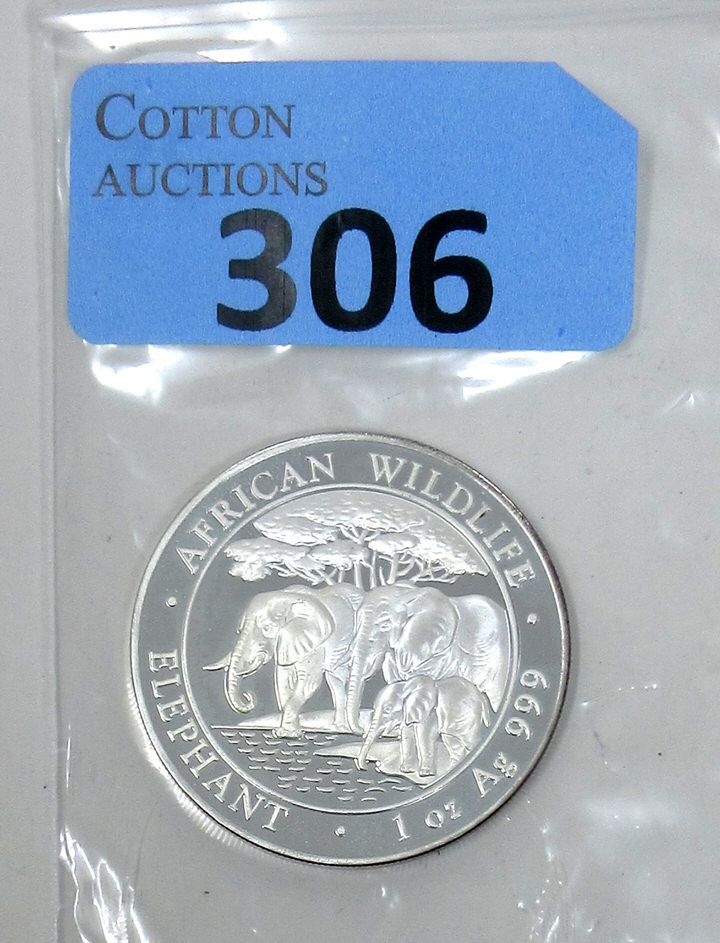 COTTON
AUCTIONS
306
AFRICAN WILDLIFE
ELEPHANT
1 oz Ag 999